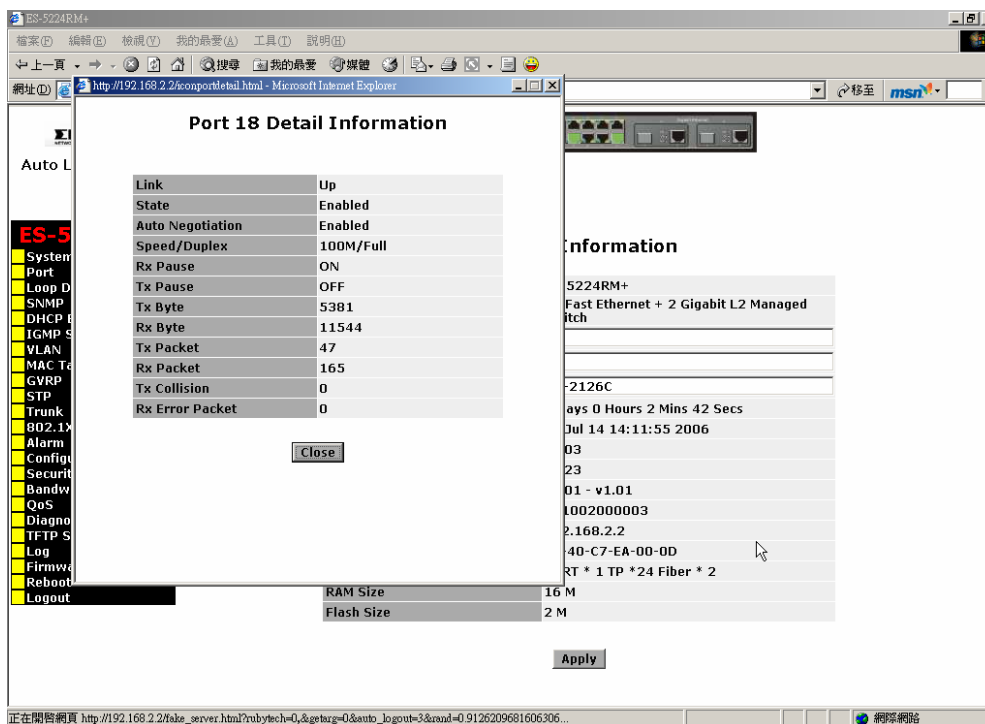 ES-5224RM+
檔案(F) 編輯(E) 檢視(V) 我的最愛(A) 工具(T) 說明(H)
上一頁 搜尋 我的最愛 媒體
網址(D) 移至 msn
http://192.168.2.2/iconportdetail.html - Microsoft Internet Explorer
Port 18 Detail Information
Link Up
State Enabled
Auto Negotiation Enabled
Speed/Duplex 100M/Full
Rx Pause ON
Tx Pause OFF
Tx Byte 5381
Rx Byte 11544
Tx Packet 47
Rx Packet 165
Tx Collision 0
Rx Error Packet 0
Close
Auto L
ES-5
System
Port
Loop D
SNMP
DHCP
IGMP S
VLAN
MAC Ta
GVRP
STP
Trunk
802.1X
Alarm
Configu
Securit
Bandw
QoS
Diagno
TFTP S
Log
Firmwa
Reboot
Logout
Information
5224RM+
Fast Ethernet + 2 Gigabit L2 Managed
itch
-2126C
ays 0 Hours 2 Mins 42 Secs
Jul 14 14:11:55 2006
03
23
01 - v1.01
1002000003
2.168.2.2
-40-C7-EA-00-0D
RT * 1 TP *24 Fiber * 2
RAM Size 16 M
Flash Size 2 M
Apply
正在開啓網頁 http://192.168.2.2/fake_server.html?rubytech=0,&getarg=0&auto_logout=3&rand=0.9126209681606306... 網際網路